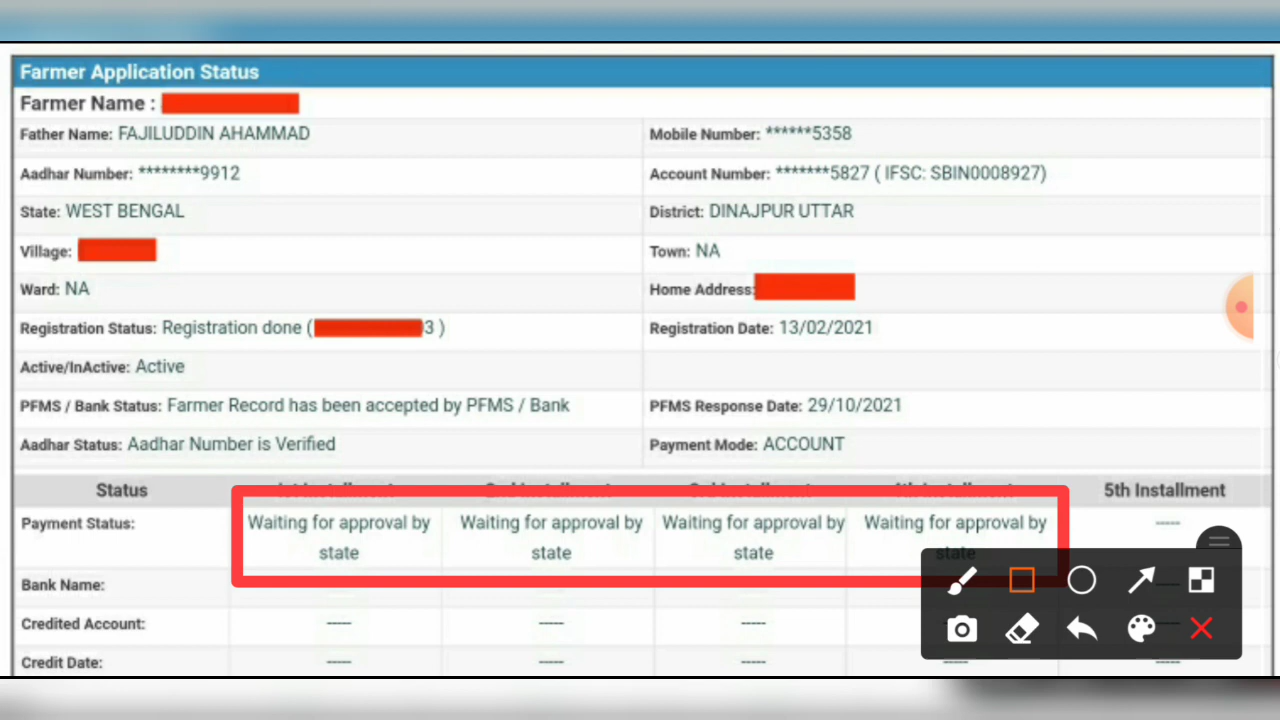 Farmer Application Status
Farmer Name :
Father Name: FAJILUDDIN AHAMMAD Mobile Number: ******5358
Aadhar Number: ********9912 Account Number: *******5827 ( IFSC: SBIN0008927)
State: WEST BENGAL District: DINAJPUR UTTAR
Village: Town: NA
Ward: NA Home Address:
Registration Status: Registration done ( 3 ) Registration Date: 13/02/2021
Active/InActive: Active
PFMS / Bank Status: Farmer Record has been accepted by PFMS / Bank PFMS Response Date: 29/10/2021
Aadhar Status: Aadhar Number is Verified Payment Mode: ACCOUNT
Status 5th Installment
Payment Status: Waiting for approval by Waiting for approval by Waiting for approval by Waiting for approval by -----
state state state state
Bank Name:
Credited Account: ----- ----- -----
Credit Date: ----- ----- ----- ----- -----